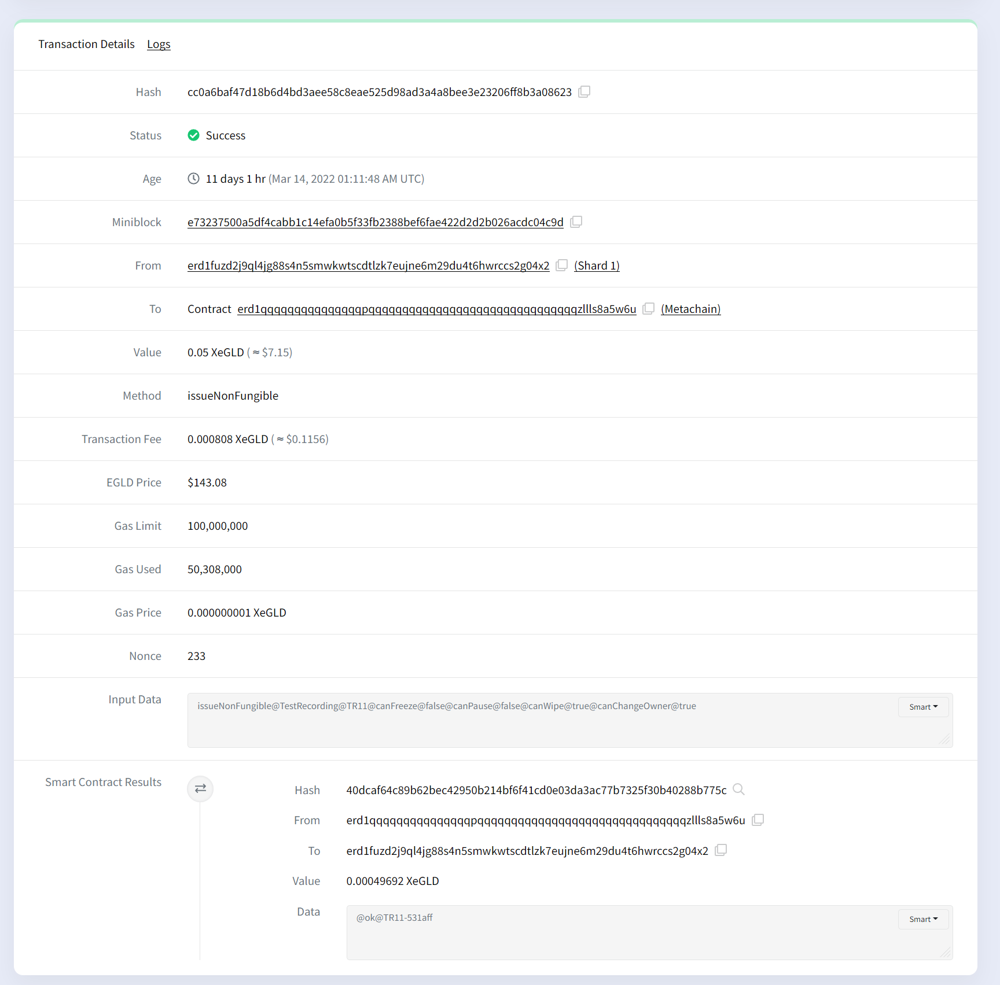 Transaction Details Logs
Hash cc0a6baf47d18b6d4bd3aee58c8eae525d98ad3a4a8bee3e23206ff8b3a08623
Status Success
Age 11 days 1 hr (Mar 14, 2022 01:11:48 AM UTC)
Miniblock e73237500a5df4cabb1c14efa0b5f33fb2388bef6fae422d2d2b026acdc04c9d
From erd1fuzd2j9ql4jg88s4n5smwkwtscdtlzk7eujne6m29du4t6hwrccs2g04x2 (Shard 1)
To Contract erd1qqqqqqqqqqqqqqqpqqqqqqqqqqqqqqqqqqqqqqqqqqqqqqqzllls8a5w6u (Metachain)
Value 0.05 XeGLD (≈ $7.15)
Method issueNonFungible
Transaction Fee 0.000808 XeGLD (≈ $0.1156)
EGLD Price $143.08
Gas Limit 100,000,000
Gas Used 50,308,000
Gas Price 0.000000001 XeGLD
Nonce 233
Input Data issueNonFungible@TestRecording@TR11@canFreeze@false@canPause@false@canWipe@true@canChangeOwner@true Smart
Smart Contract Results
Hash 40dcaf64c89b62bec42950b214bf6f41cd0e03da3ac77b7325f30b40288b775c
From erd1qqqqqqqqqqqqqqqpqqqqqqqqqqqqqqqqqqqqqqqqqqqqqqqzllls8a5w6u
To erd1fuzd2j9ql4jg88s4n5smwkwtscdtlzk7eujne6m29du4t6hwrccs2g04x2
Value 0.00049692 XeGLD
Data @ok@TR11-531aff Smart